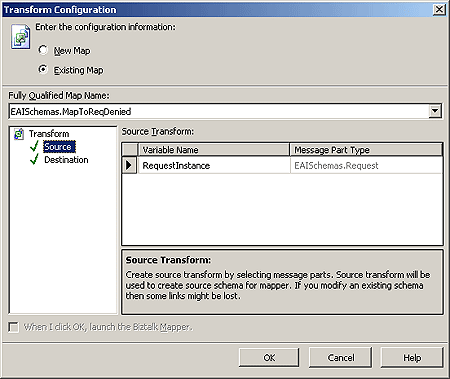 Transform Configuration
Enter the configuration information:
New Map
Existing Map
Fully Qualified Map Name:
EAISchemas.MapToReqDenied
Transform
Source
Destination
Source Transform:
Variable Name Message Part Type
RequestInstance EAISchemas.Request
Source Transform:
Create source transform by selecting message parts. Source transform will be
used to create source schema for mapper. If you modify an existing schema
then some links might be lost.
When I click OK, launch the Biztalk Mapper.
OK Cancel Help